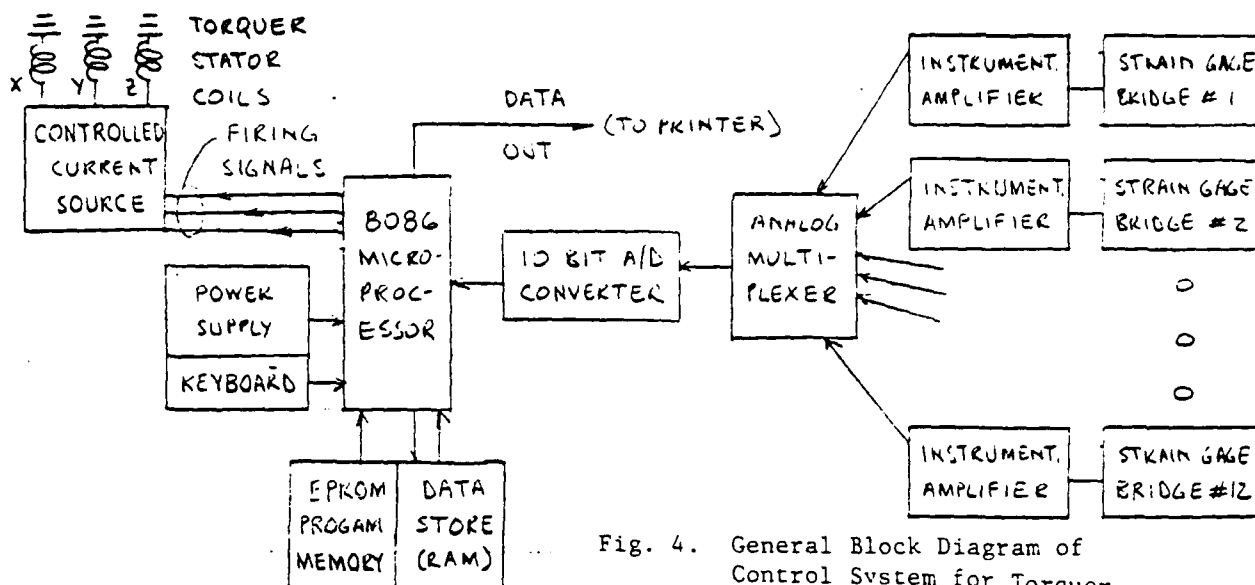 TORQUER
STATOR
COILS
X Y Z
CONTROLLED
CURRENT
SOURCE
FIRING
SIGNALS
DATA
OUT
(TO PRINTER)
8086
MICRO-
PROC-
ESSOR
POWER
SUPPLY
KEYBOARD
EPROM
PROGAM
MEMORY
DATA
STORE
(RAM)
10 BIT A/D
CONVERTER
ANALOG
MULTI-
PLEXER
INSTRUMENT.
AMPLIFIER
STRAIN GAGE
BRIDGE #1
INSTRUMENT.
AMPLIFIER
STRAIN GAGE
BRIDGE #2
INSTRUMENT.
AMPLIFIER
STRAIN GAGE
BRIDGE #12
Fig. 4. General Block Diagram of
Control System for Torquer